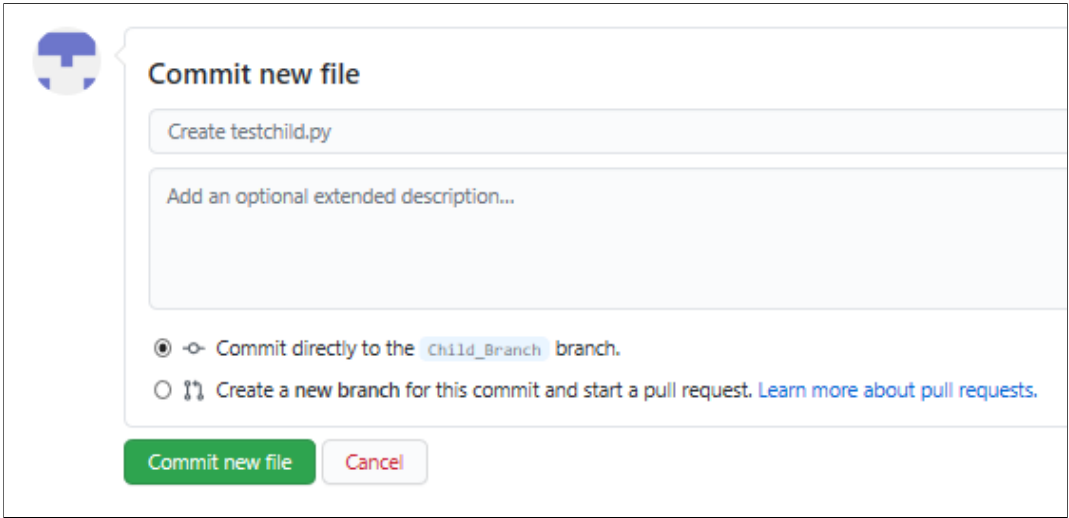 Commit new file
Create testchild.py
Add an optional extended description...
Commit directly to the Child_Branch branch.
Create a new branch for this commit and start a pull request. Learn more about pull requests.
Commit new file
Cancel